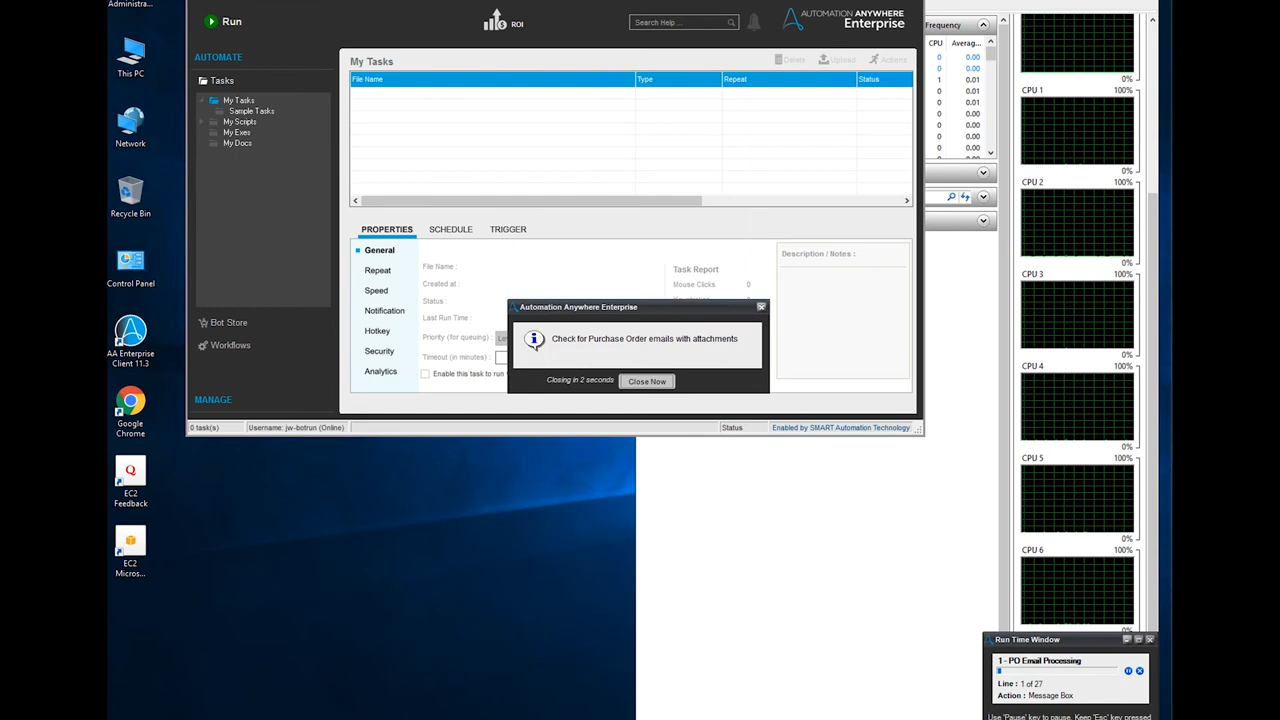 Administra...
This PC
Network
Recycle Bin
Control Panel
AA Enterprise
Client 11.3
Google
Chrome
EC2
Feedback
EC2
Micros...
Run
ROI
Search Help ...
AUTOMATION ANYWHERE
Enterprise
AUTOMATE
Tasks
My Tasks
Sample Tasks
My Scripts
My Exes
My Docs
Bot Store
Workflows
MANAGE
My Tasks
Delete
Upload
Actions
File Name
Type
Repeat
Status
PROPERTIES
SCHEDULE
TRIGGER
General
Repeat
Speed
Notification
Hotkey
Security
Analytics
File Name :
Created at :
Status :
Last Run Time :
Priority (for queuing) :
Timeout (in minutes) :
Enable this task to run
Task Report
Mouse Clicks 0
Description / Notes :
Automation Anywhere Enterprise
Check for Purchase Order emails with attachments
Closing in 2 seconds
Close Now
0 task(s)
Username: jw-botrun (Online)
Status
Enabled by SMART Automation Technology
Frequency
CPU Averag...
0 0.00
0 0.00
1 0.01
0 0.01
0 0.01
0 0.00
0 0.00
0 0.00
0 0.00
0%
CPU 1 100%
0%
CPU 2 100%
0%
CPU 3 100%
0%
CPU 4 100%
0%
CPU 5 100%
0%
CPU 6 100%
0%
Run Time Window
1 - PO Email Processing
Line : 1 of 27
Action : Message Box
Use 'Pause' key to pause. Keep 'Esc' key pressed